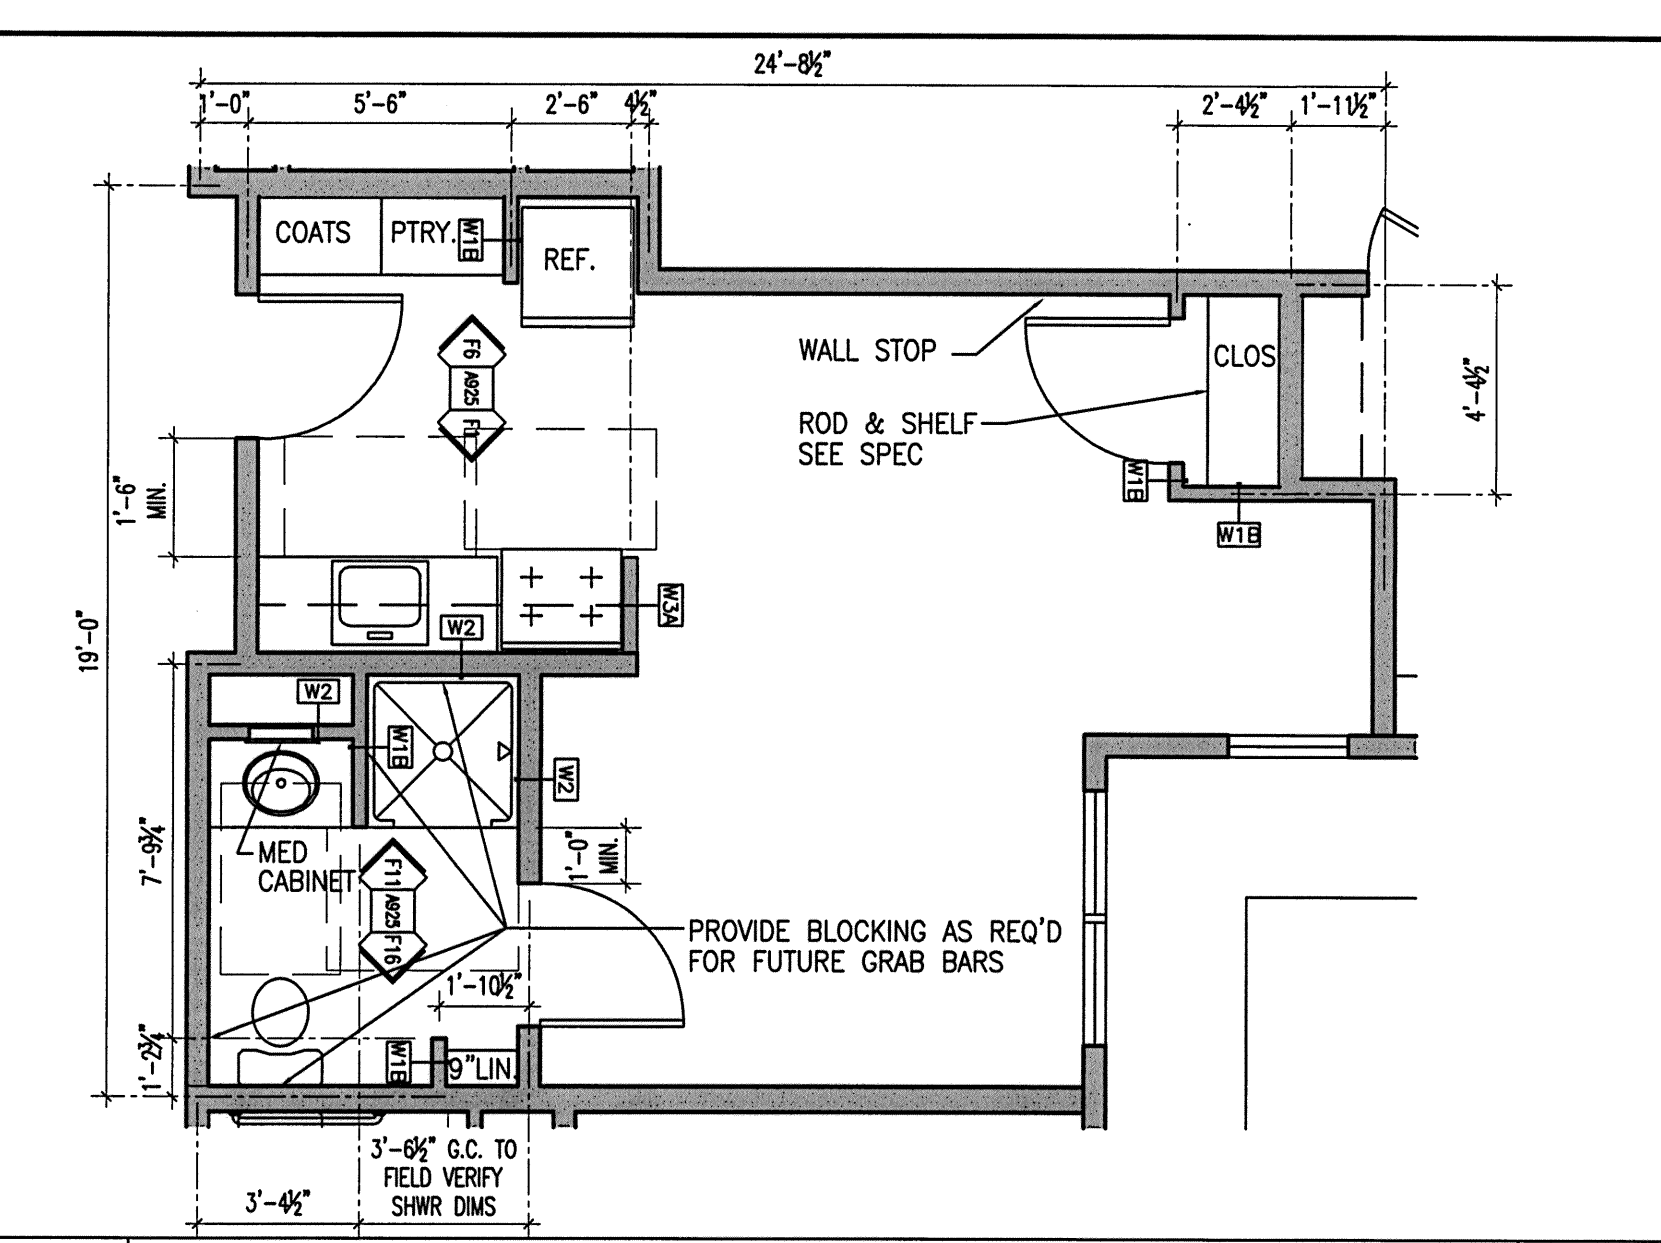 24'-8½"
1'-0"
5'-6"
2'-6"
4½"
2'-4½"
1'-11½"
COATS
PTRY.
W1B
REF.
F6
A925
F1
WALL STOP
CLOS
ROD & SHELF
SEE SPEC
4'-4½"
W1B
W1B
1'-6"
MIN.
19'-0"
W3A
W2
W2
W1B
W2
7'-9¾"
MED
CABINET
1'-0"
MIN.
F11
A925
F16
PROVIDE BLOCKING AS REQ'D
FOR FUTURE GRAB BARS
1'-10½"
1'-2¾"
W1B
9"LIN.
3'-6½" G.C. TO
FIELD VERIFY
SHWR DIMS
3'-4½"